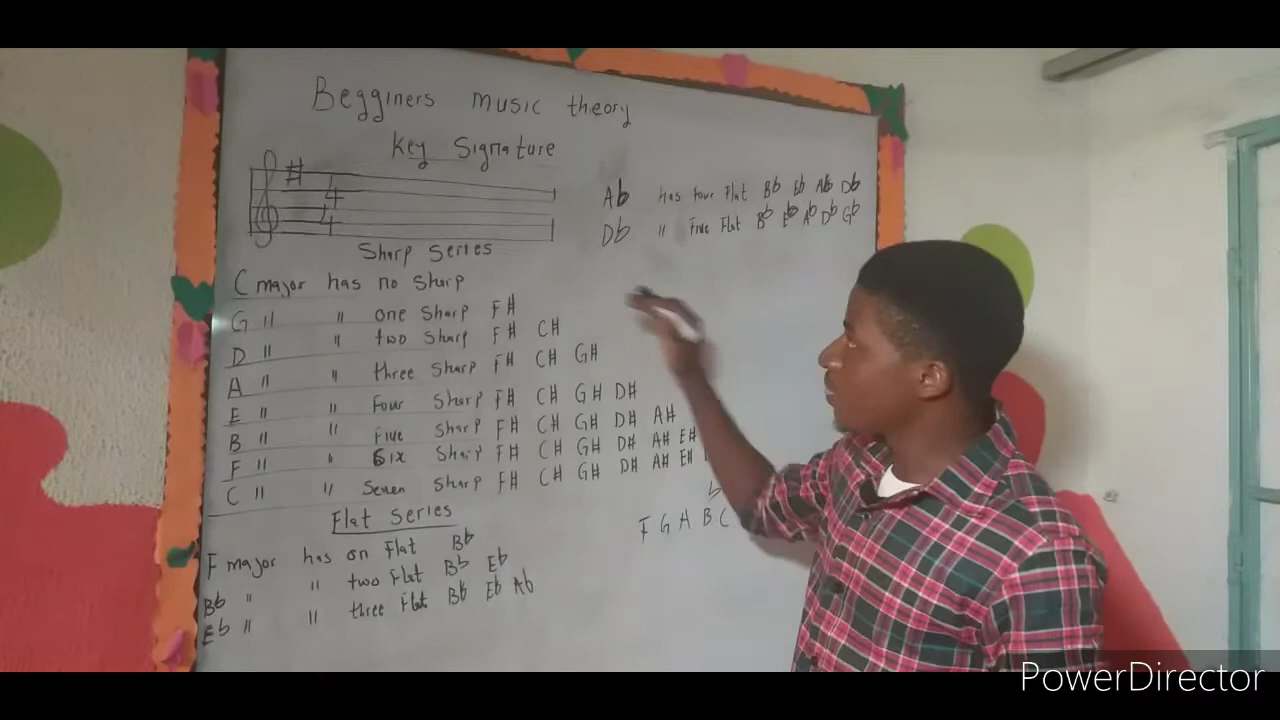 Begginers music theory
Key Signature
# 4
4
Sharp Series
C major has no sharp
G " " one sharp F#
D " " two sharp F# C#
A " " three sharp F# C# G#
E " " Four sharp F# C# G# D#
B " " Five sharp F# C# G# D# A#
F " " Six sharp F# C# G# D# A# E#
C " " Seven sharp F# C# G# D# A# E#
Flat Series
F major has on Flat Bb
Bb " " two Flat Bb Eb
Eb " " three Flat Bb Eb Ab
Ab has four Flat Bb Eb Ab Db
Db " Five Flat Bb Eb Ab Db Gb
b
F G A B C
PowerDirector